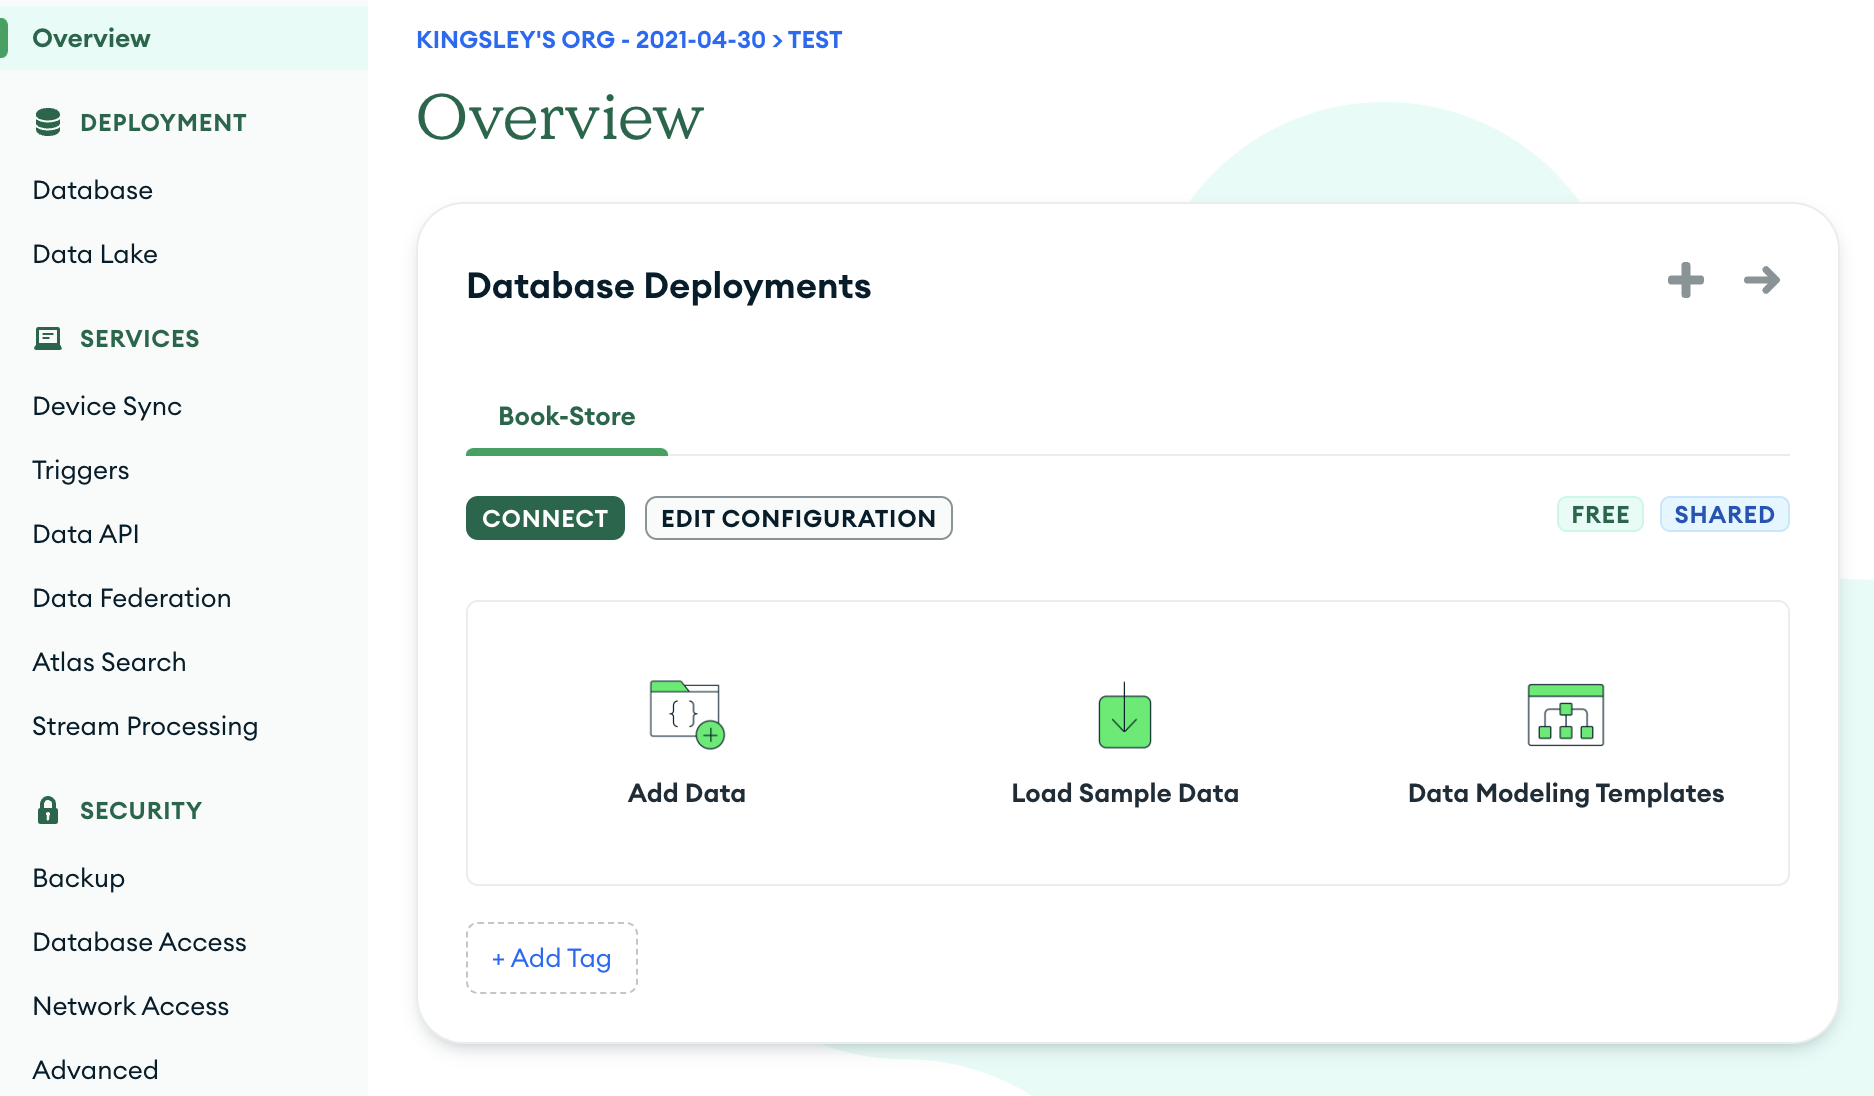 Overview
DEPLOYMENT
Database
Data Lake
SERVICES
Device Sync
Triggers
Data API
Data Federation
Atlas Search
Stream Processing
SECURITY
Backup
Database Access
Network Access
Advanced
KINGSLEY'S ORG - 2021-04-30 > TEST
Overview
Database Deployments
Book-Store
CONNECT
EDIT CONFIGURATION
FREE
SHARED
{ }
Add Data
Load Sample Data
Data Modeling Templates
+ Add Tag